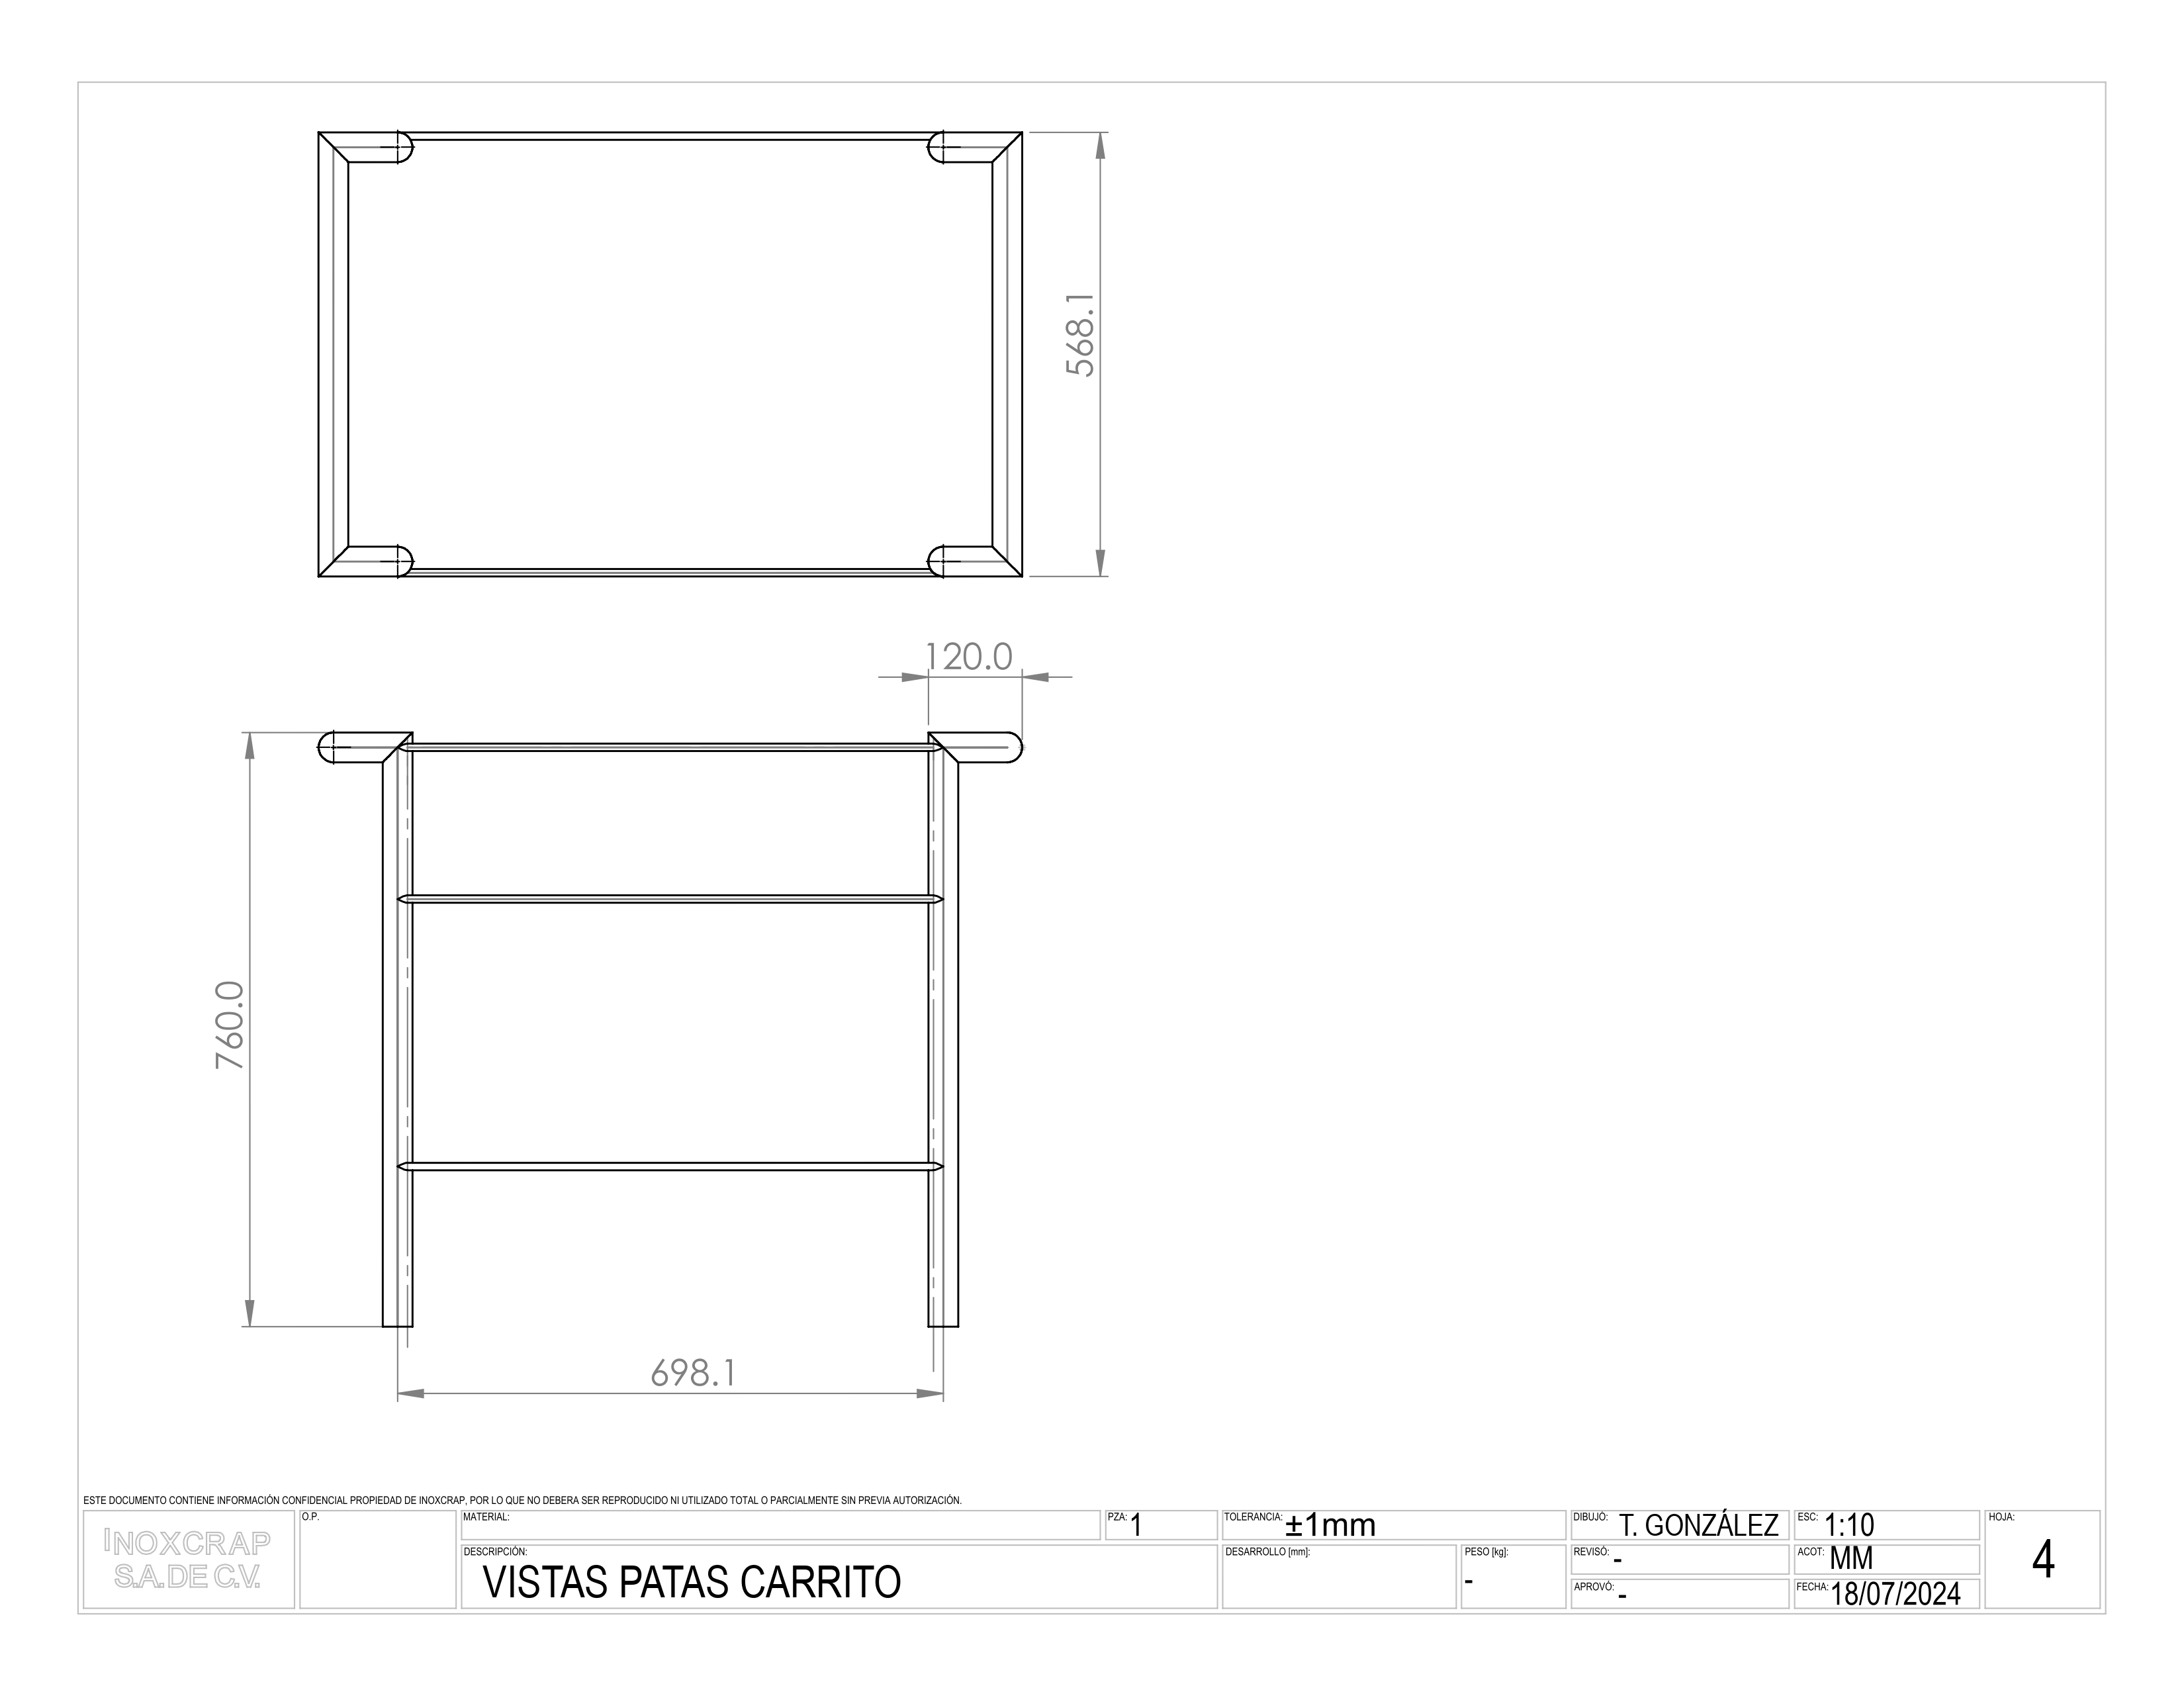 568.1
120.0
760.0
698.1
ESTE DOCUMENTO CONTIENE INFORMACIÓN CONFIDENCIAL PROPIEDAD DE INOXCRAP, POR LO QUE NO DEBERA SER REPRODUCIDO NI UTILIZADO TOTAL O PARCIALMENTE SIN PREVIA AUTORIZACIÓN.
INOXCRAP
S.A. DE C.V.
O.P.
MATERIAL:
PZA: 1
TOLERANCIA: ±1mm
DIBUJÓ: T. GONZÁLEZ
ESC: 1:10
HOJA:
4
DESCRIPCIÓN:
VISTAS PATAS CARRITO
DESARROLLO [mm]:
PESO [kg]:
-
REVISÓ: -
ACOT: MM
APROVÓ: -
FECHA: 18/07/2024